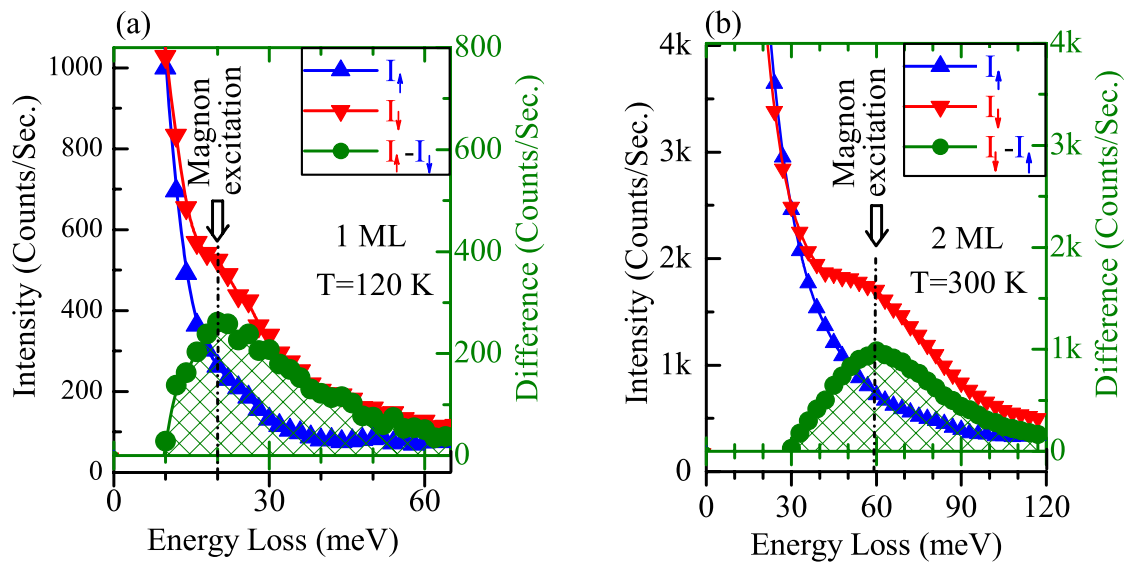 (a)
1000
800
600
400
200
0
Intensity (Counts/Sec.)
Magnon
excitation
I↑
I↓
I↑-I↓
1 ML
T=120 K
800
600
400
200
0
Difference (Counts/Sec.)
0 30 60
Energy Loss (meV)
(b)
4k
3k
2k
1k
0
Intensity (Counts/Sec.)
Magnon
excitation
I↑
I↓
I↓-I↑
2 ML
T=300 K
4k
3k
2k
1k
0
Difference (Counts/Sec.)
0 30 60 90 120
Energy Loss (meV)